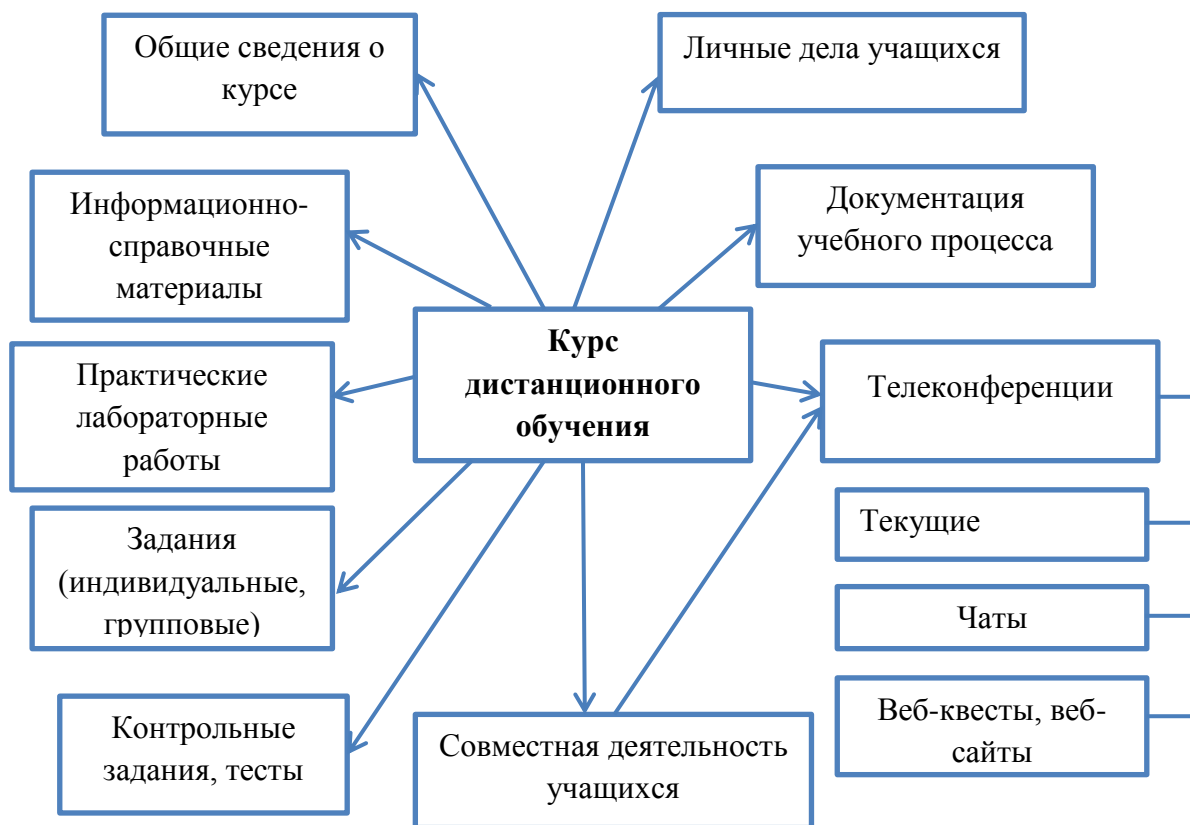 Общие сведения о
курсе
Личные дела учащихся
Информационно-
справочные
материалы
Документация
учебного процесса
Курс
дистанционного
обучения
Практические
лабораторные
работы
Телеконференции
Задания
(индивидуальные,
групповые)
Текущие
Чаты
Контрольные
задания, тесты
Совместная деятельность
учащихся
Веб-квесты, веб-
сайты